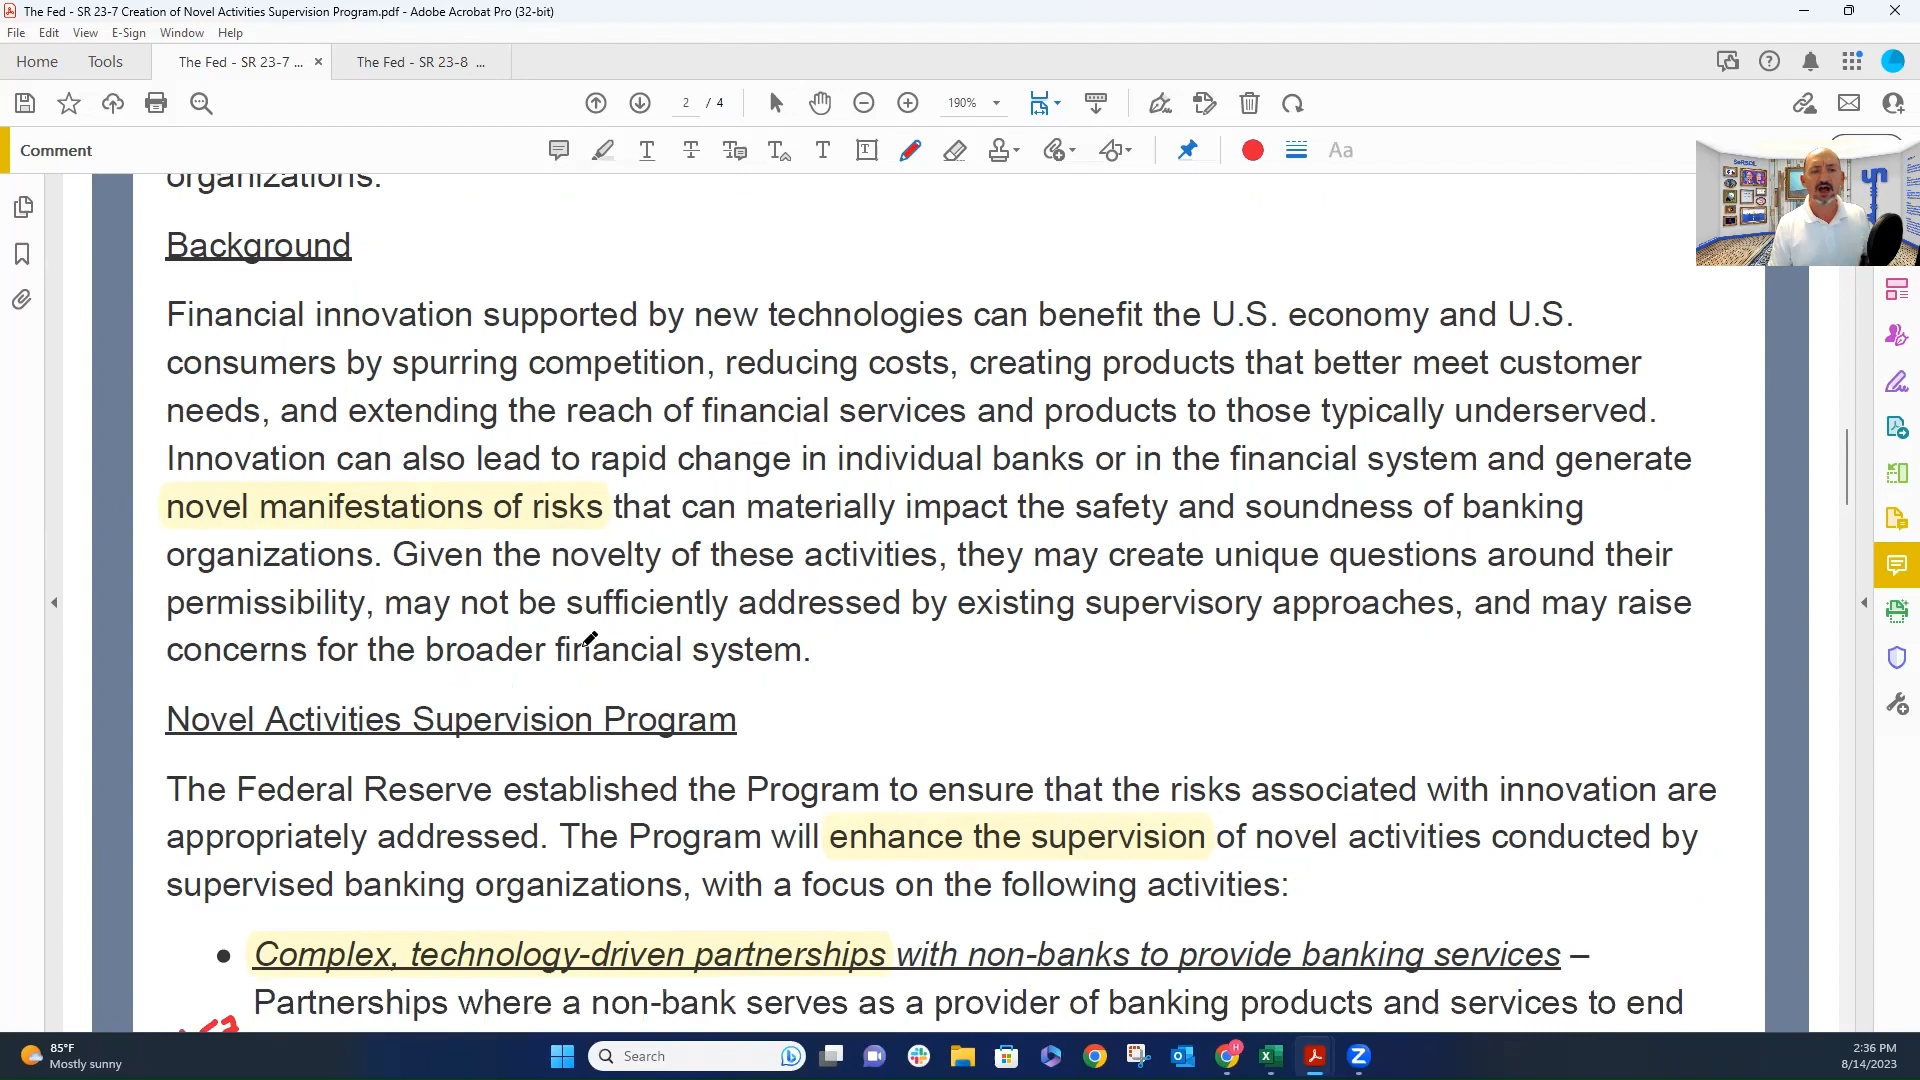 The Fed - SR 23-7 Creation of Novel Activities Supervision Program.pdf - Adobe Acrobat Pro (32-bit)
File Edit View E-Sign Window Help
Home Tools The Fed - SR 23-7 ... × The Fed - SR 23-8 ...
2 / 4 190%
Comment
Aa
organizations.
Background
Financial innovation supported by new technologies can benefit the U.S. economy and U.S.
consumers by spurring competition, reducing costs, creating products that better meet customer
needs, and extending the reach of financial services and products to those typically underserved.
Innovation can also lead to rapid change in individual banks or in the financial system and generate
novel manifestations of risks that can materially impact the safety and soundness of banking
organizations. Given the novelty of these activities, they may create unique questions around their
permissibility, may not be sufficiently addressed by existing supervisory approaches, and may raise
concerns for the broader financial system.
Novel Activities Supervision Program
The Federal Reserve established the Program to ensure that the risks associated with innovation are
appropriately addressed. The Program will enhance the supervision of novel activities conducted by
supervised banking organizations, with a focus on the following activities:
• Complex, technology-driven partnerships with non-banks to provide banking services –
Partnerships where a non-bank serves as a provider of banking products and services to end
85°F
Mostly sunny
Search
2:36 PM
8/14/2023